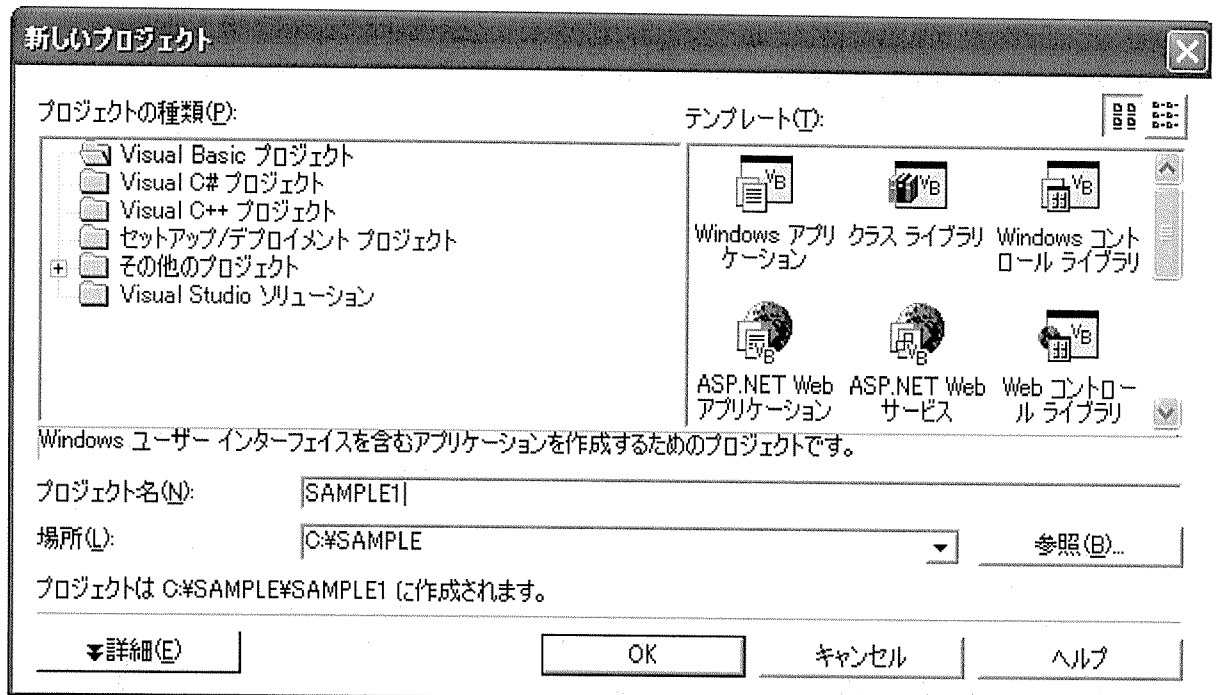 新しいプロジェクト
プロジェクトの種類(P):
Visual Basic プロジェクト
Visual C# プロジェクト
Visual C++ プロジェクト
セットアップ/デプロイメント プロジェクト
その他のプロジェクト
Visual Studio ソリューション
テンプレート(T):
Windows アプリ
ケーション
クラス ライブラリ
Windows コント
ロール ライブラリ
ASP.NET Web
アプリケーション
ASP.NET Web
サービス
Web コントロー
ル ライブラリ
Windows ユーザー インターフェイスを含むアプリケーションを作成するためのプロジェクトです。
プロジェクト名(N):
SAMPLE1
場所(L):
C:¥SAMPLE
参照(B)...
プロジェクトは C:¥SAMPLE¥SAMPLE1 に作成されます。
詳細(E)
OK
キャンセル
ヘルプ